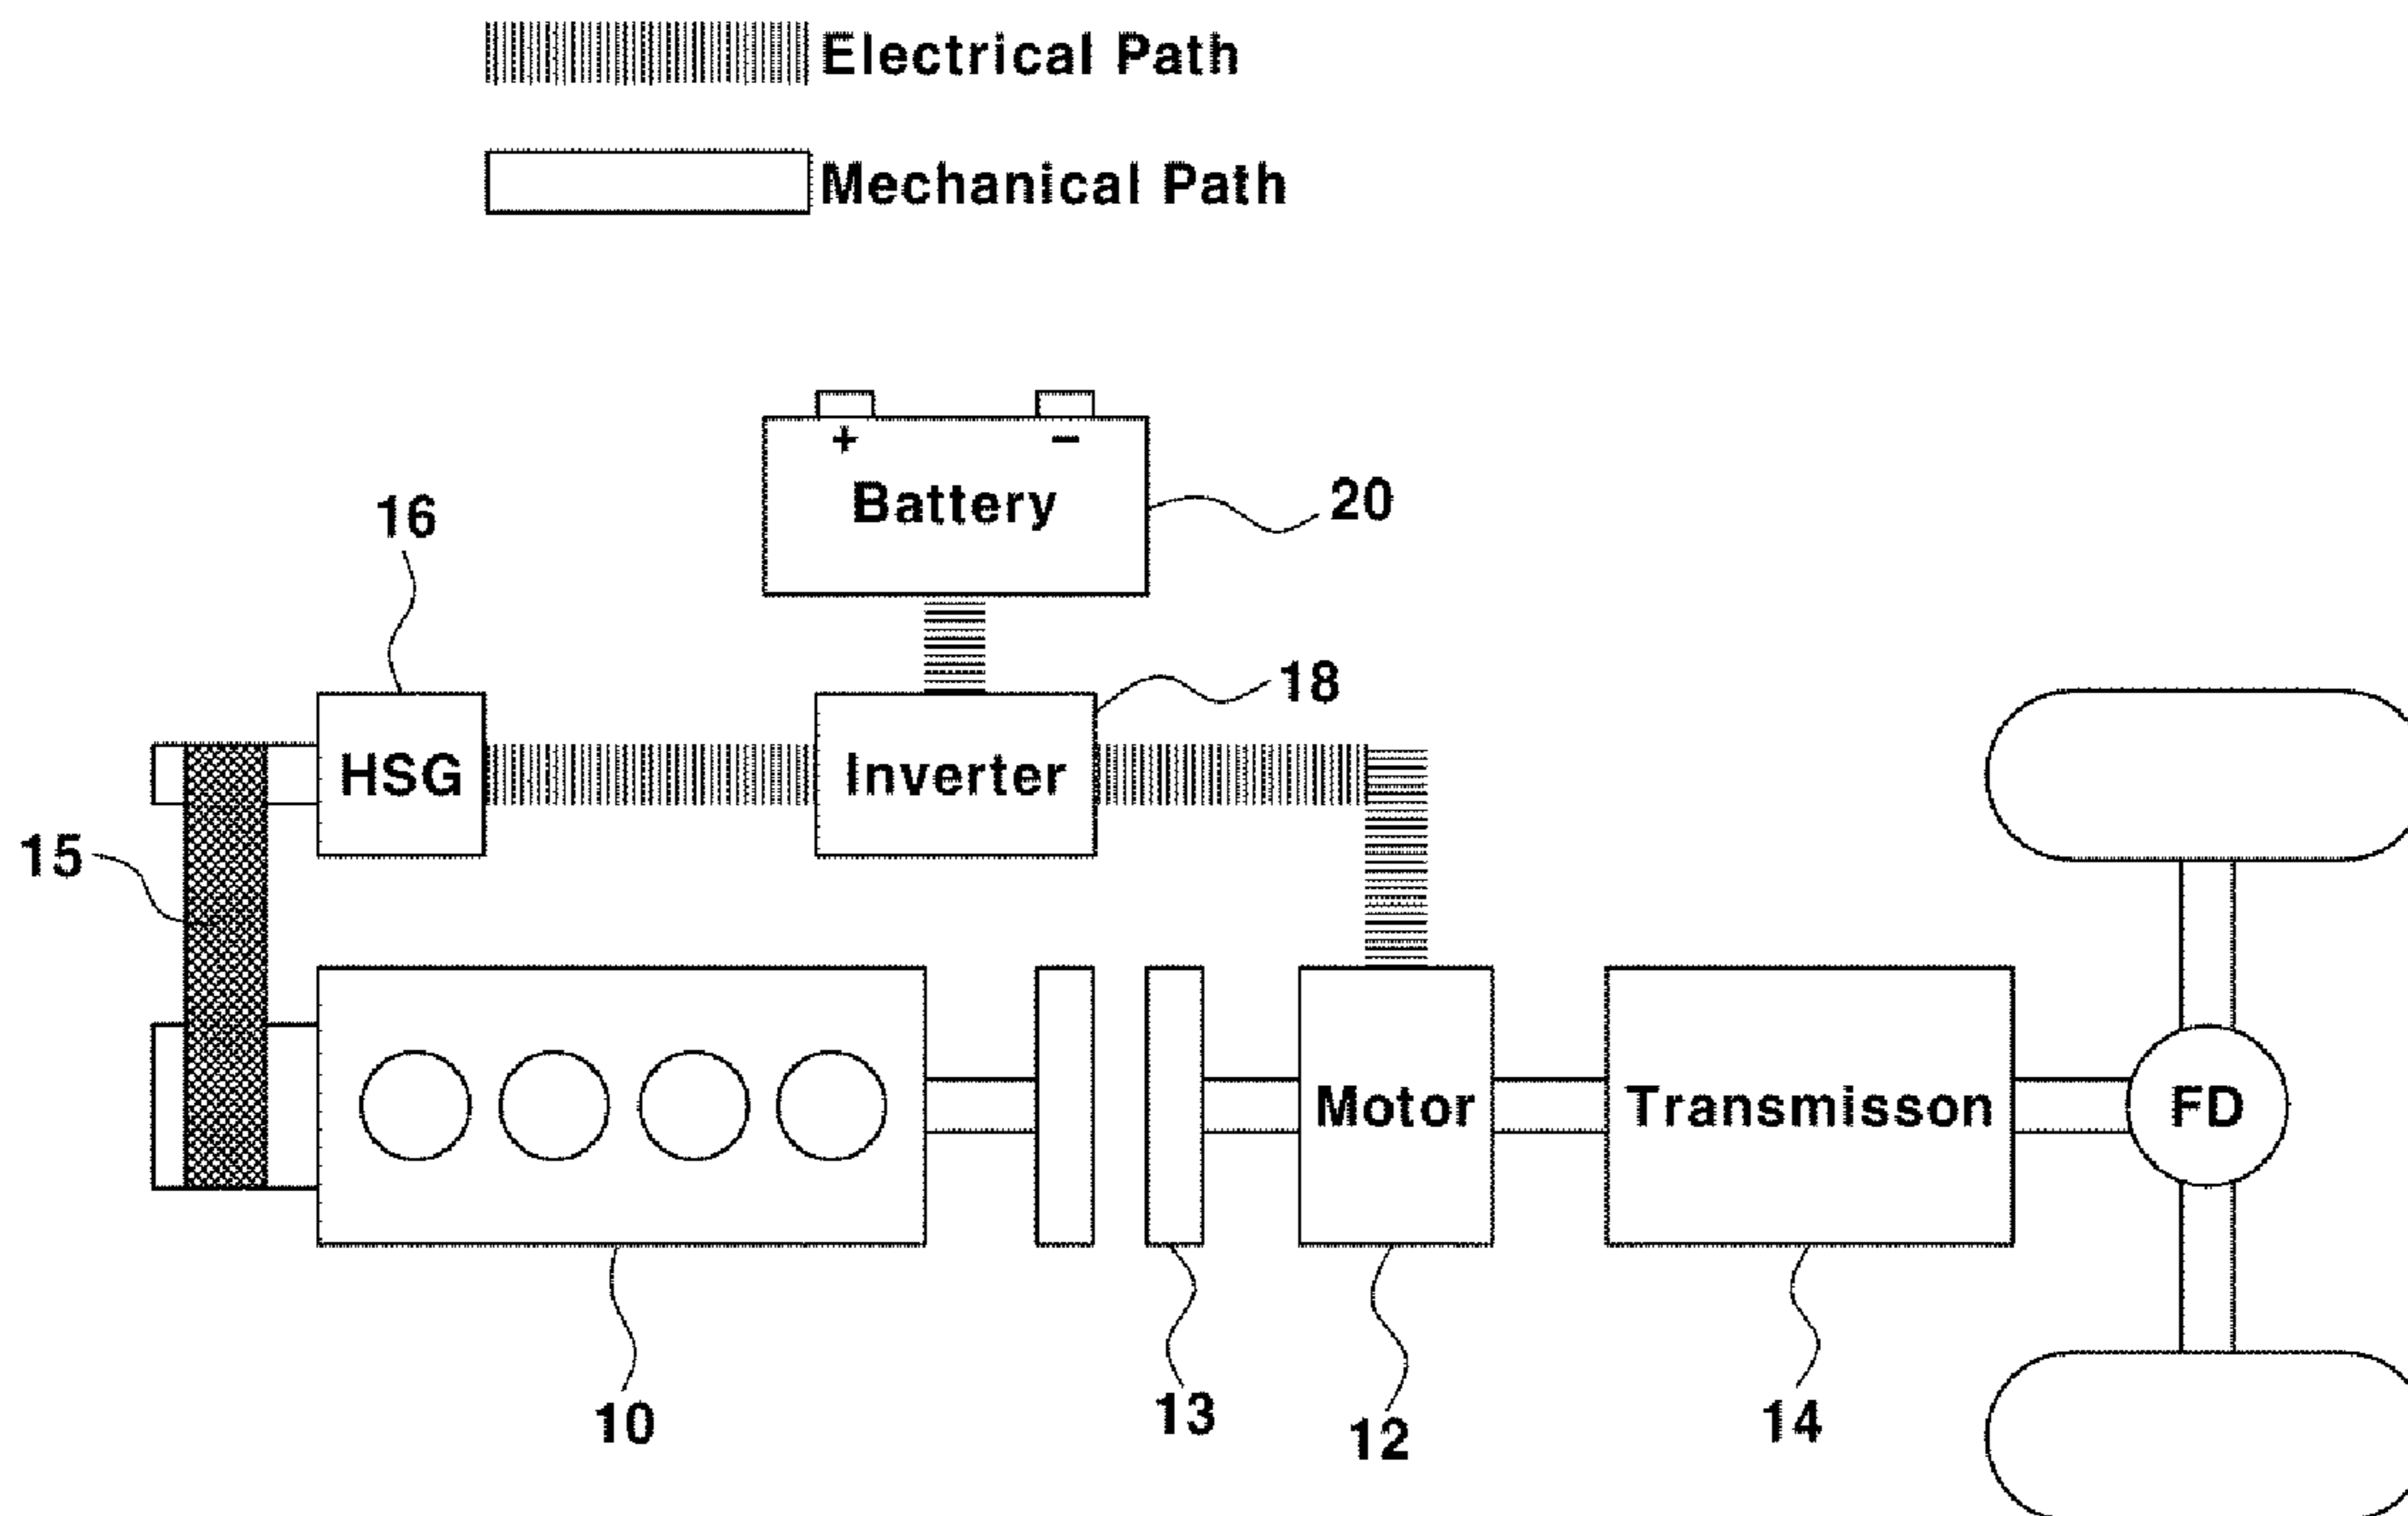 Electrical Path
Mechanical Path
+ −
Battery
20
16
18
HSG
Inverter
15
Motor
Transmisson
FD
10
13
12
14